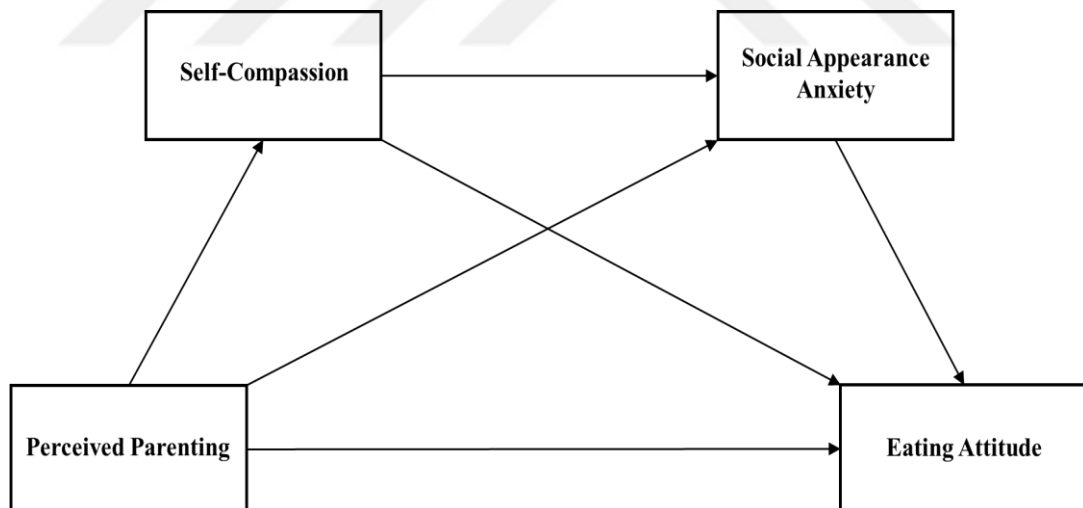 Self-Compassion
Social Appearance
Anxiety
Perceived Parenting
Eating Attitude